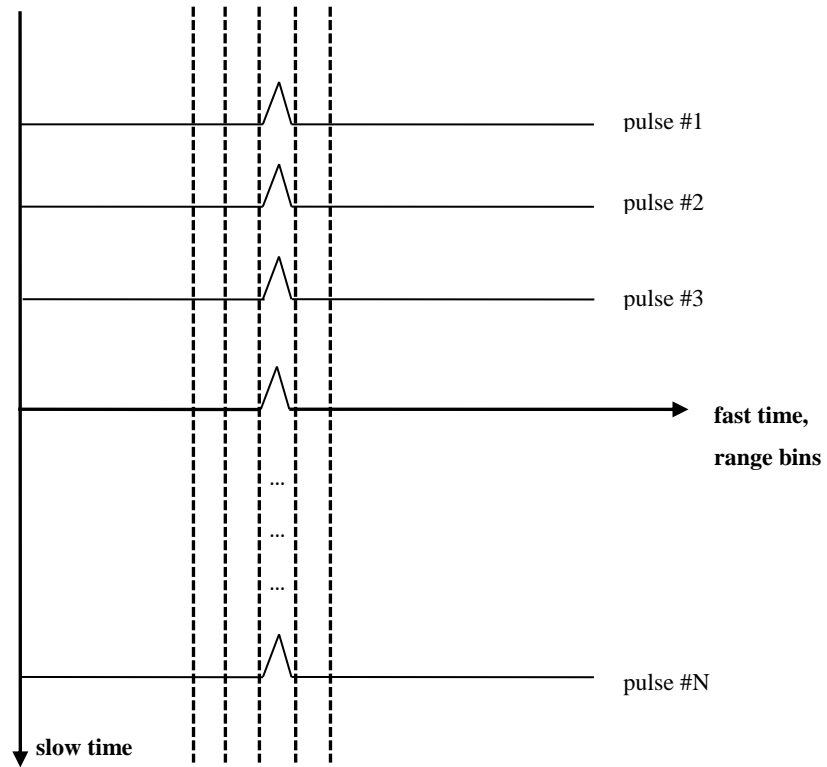 pulse #1
pulse #2
pulse #3
fast time,
range bins
...
...
...
pulse #N
slow time